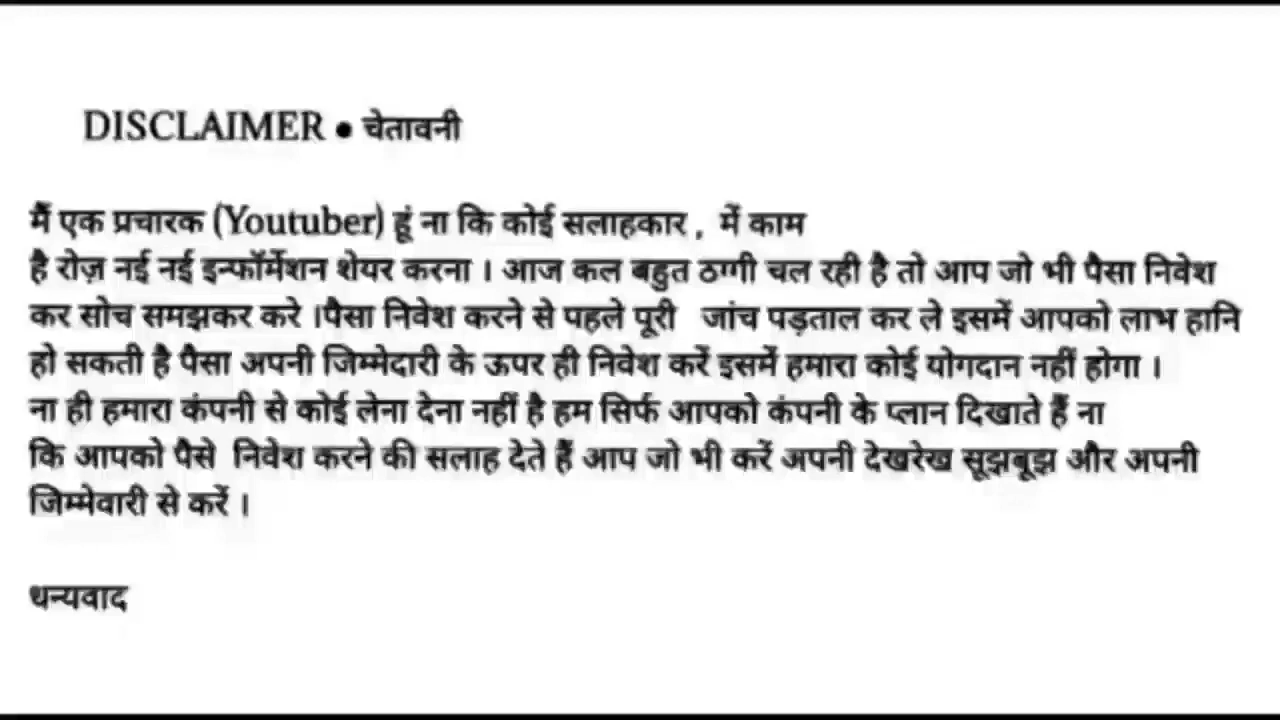 DISCLAIMER • चेतावनी
मैं एक प्रचारक (Youtuber) हूं ना कि कोई सलाहकार , में काम
है रोज़ नई नई इन्फॉर्मेशन शेयर करना । आज कल बहुत ठग्गी चल रही है तो आप जो भी पैसा निवेश
कर सोच समझकर करे ।पैसा निवेश करने से पहले पूरी जांच पड़ताल कर ले इसमें आपको लाभ हानि
हो सकती है पैसा अपनी जिम्मेदारी के ऊपर ही निवेश करें इसमें हमारा कोई योगदान नहीं होगा ।
ना ही हमारा कंपनी से कोई लेना देना नहीं है हम सिर्फ आपको कंपनी के प्लान दिखाते हैं ना
कि आपको पैसे निवेश करने की सलाह देते हैं आप जो भी करें अपनी देखरेख सूझबूझ और अपनी
जिम्मेवारी से करें ।
धन्यवाद